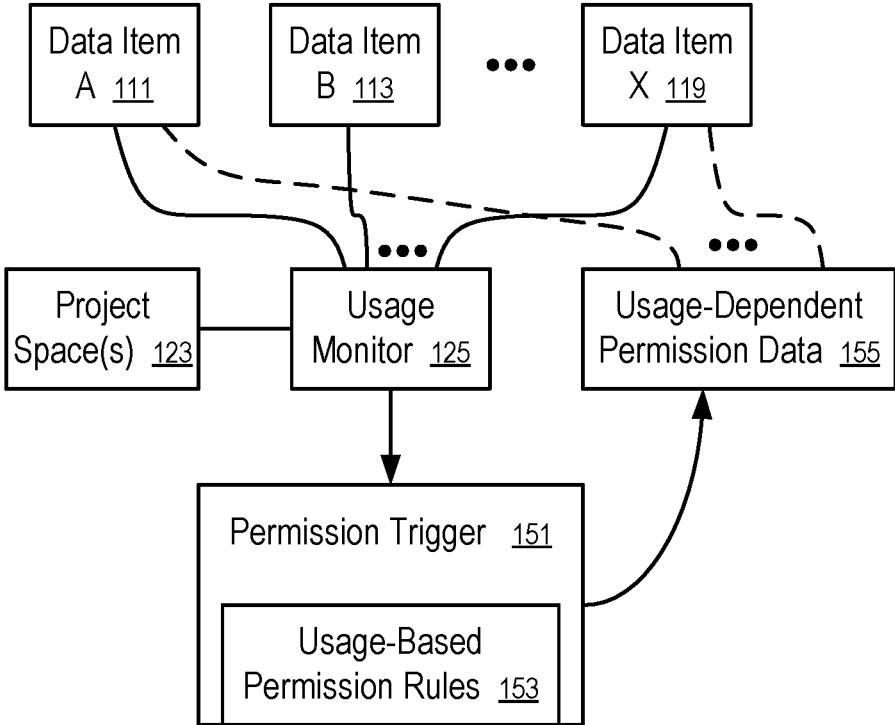 Data Item
A 111
Data Item
B 113
Data Item
X 119
Project
Space(s) 123
Usage
Monitor 125
Usage-Dependent
Permission Data 155
Permission Trigger 151
Usage-Based
Permission Rules 153